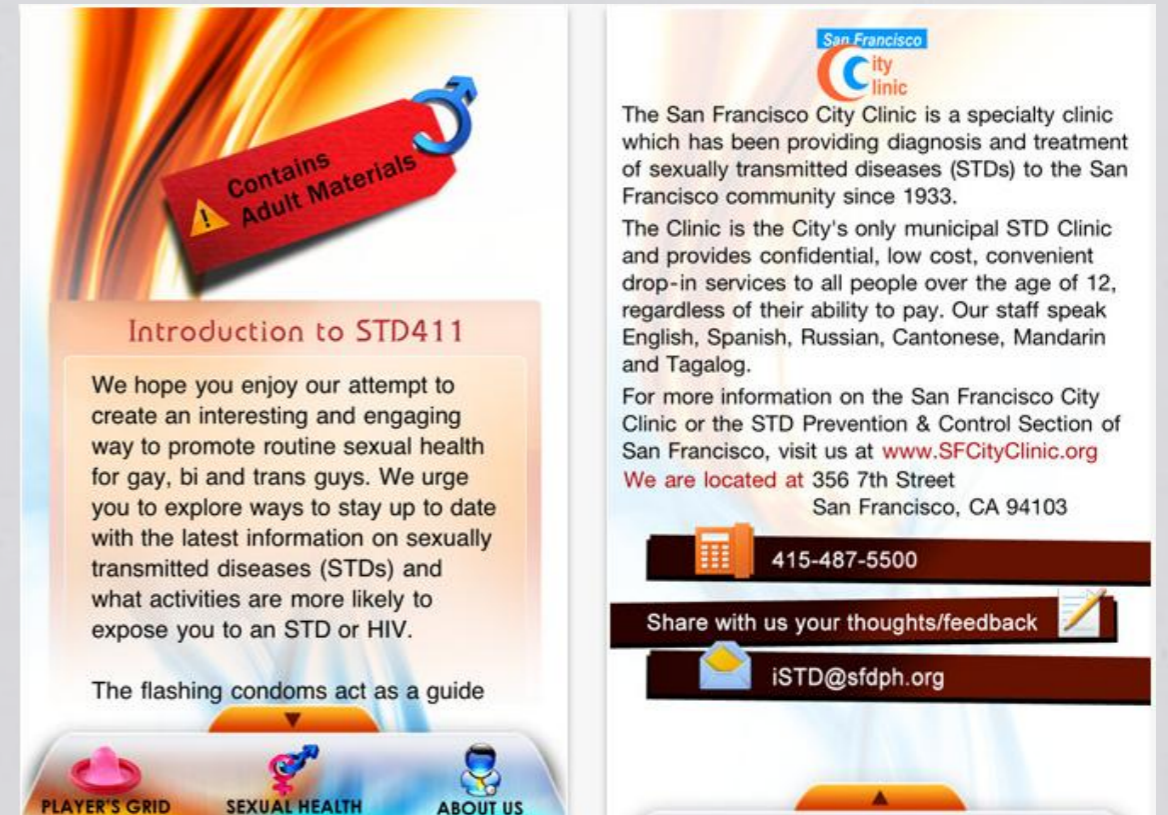 Contains
Adult Materials
Introduction to STD411
We hope you enjoy our attempt to
create an interesting and engaging
way to promote routine sexual health
for gay, bi and trans guys. We urge
you to explore ways to stay up to date
with the latest information on sexually
transmitted diseases (STDs) and
what activities are more likely to
expose you to an STD or HIV.
The flashing condoms act as a guide
PLAYER'S GRID
SEXUAL HEALTH
ABOUT US
San Francisco
City
Clinic
The San Francisco City Clinic is a specialty clinic
which has been providing diagnosis and treatment
of sexually transmitted diseases (STDs) to the San
Francisco community since 1933.
The Clinic is the City's only municipal STD Clinic
and provides confidential, low cost, convenient
drop-in services to all people over the age of 12,
regardless of their ability to pay. Our staff speak
English, Spanish, Russian, Cantonese, Mandarin
and Tagalog.
For more information on the San Francisco City
Clinic or the STD Prevention & Control Section of
San Francisco, visit us at www.SFCityClinic.org
We are located at 356 7th Street
San Francisco, CA 94103
415-487-5500
Share with us your thoughts/feedback
iSTD@sfdph.org